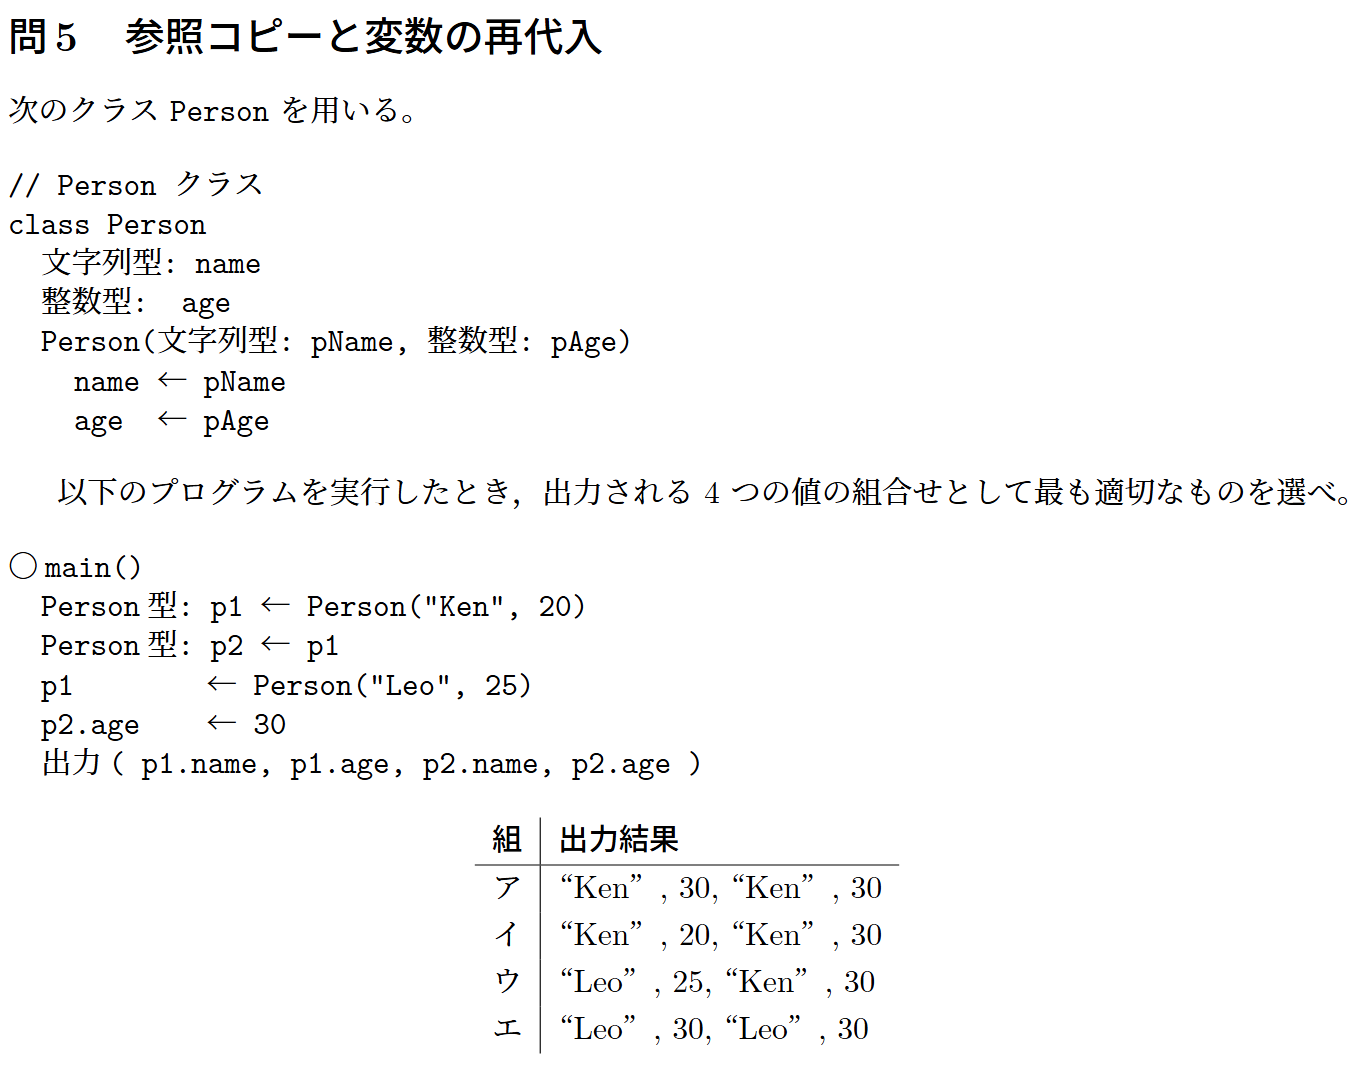 問 5 参照コピーと変数の再代入
次のクラス Person を用いる。
// Person クラス
class Person
文字列型: name
整数型: age
Person(文字列型: pName, 整数型: pAge)
name ← pName
age ← pAge
以下のプログラムを実行したとき，出力される 4 つの値の組合せとして最も適切なものを選べ。
○ main()
Person 型: p1 ← Person("Ken", 20)
Person 型: p2 ← p1
p1 ← Person("Leo", 25)
p2.age ← 30
出力 ( p1.name, p1.age, p2.name, p2.age )
組 出力結果
ア “Ken” , 30, “Ken” , 30
イ “Ken” , 20, “Ken” , 30
ウ “Leo” , 25, “Ken” , 30
エ “Leo” , 30, “Leo” , 30